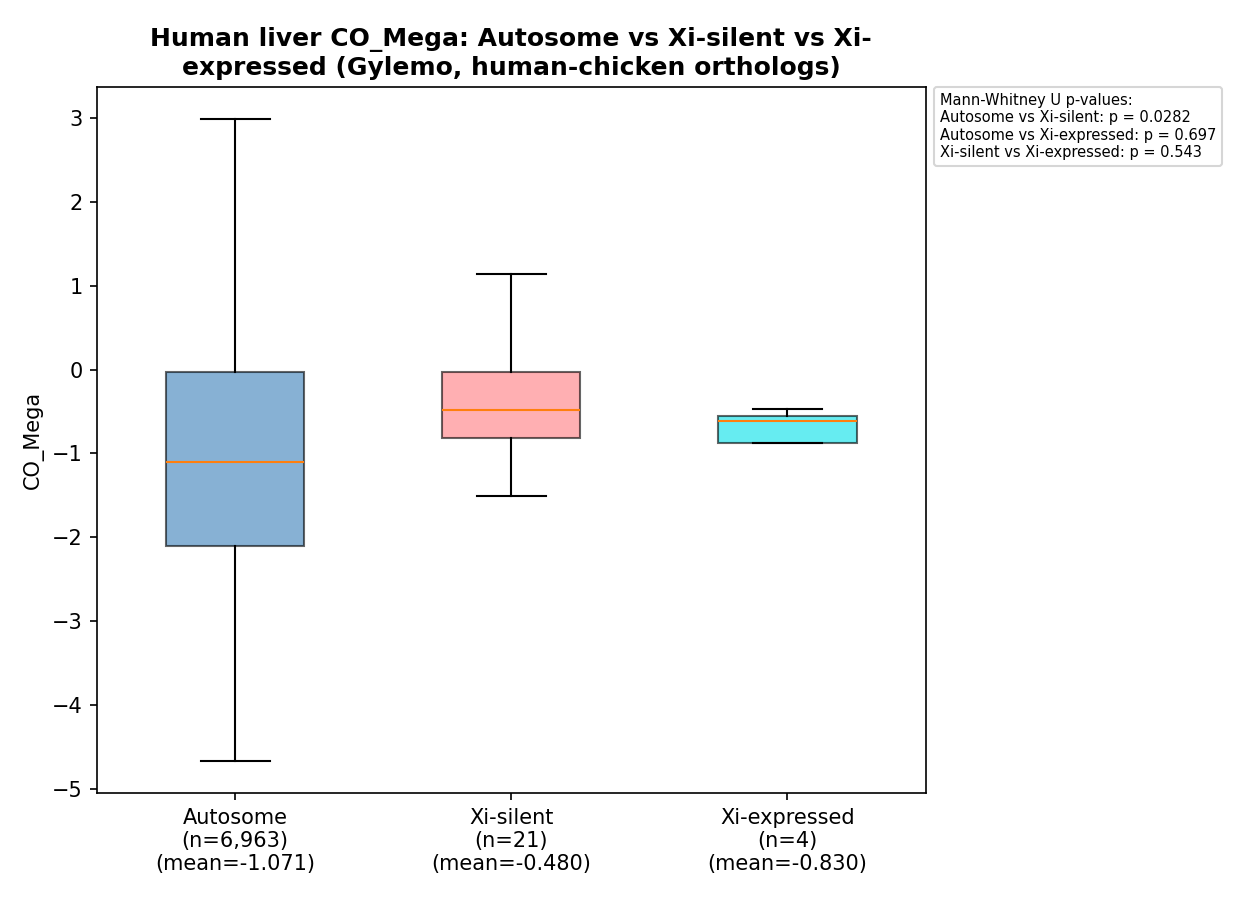 Human liver CO_Mega: Autosome vs Xi-silent vs Xi-
expressed (Gylemo, human-chicken orthologs)
Mann-Whitney U p-values:
Autosome vs Xi-silent: p = 0.0282
Autosome vs Xi-expressed: p = 0.697
Xi-silent vs Xi-expressed: p = 0.543
CO_Mega
3
2
1
0
−1
−2
−3
−4
−5
Autosome
(n=6,963)
(mean=-1.071)
Xi-silent
(n=21)
(mean=-0.480)
Xi-expressed
(n=4)
(mean=-0.830)